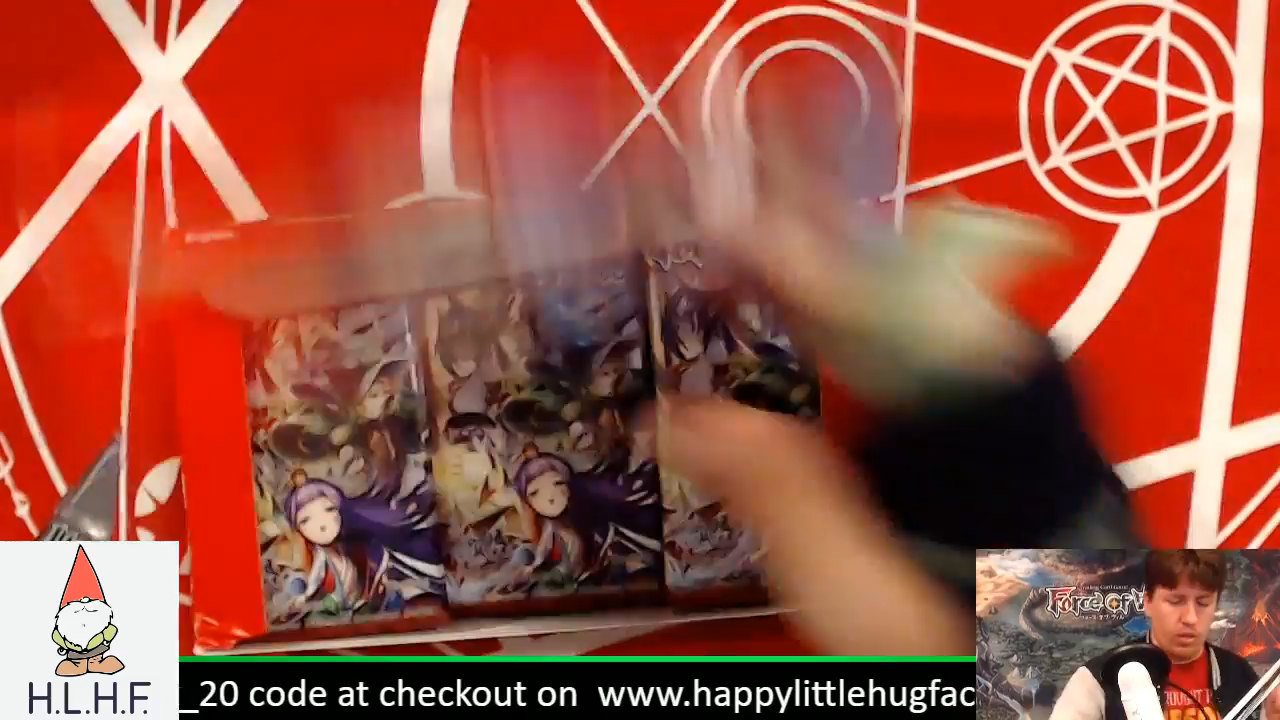 Force of W
H.L.H.F.
_20 code at checkout on www.happylittlehugfac